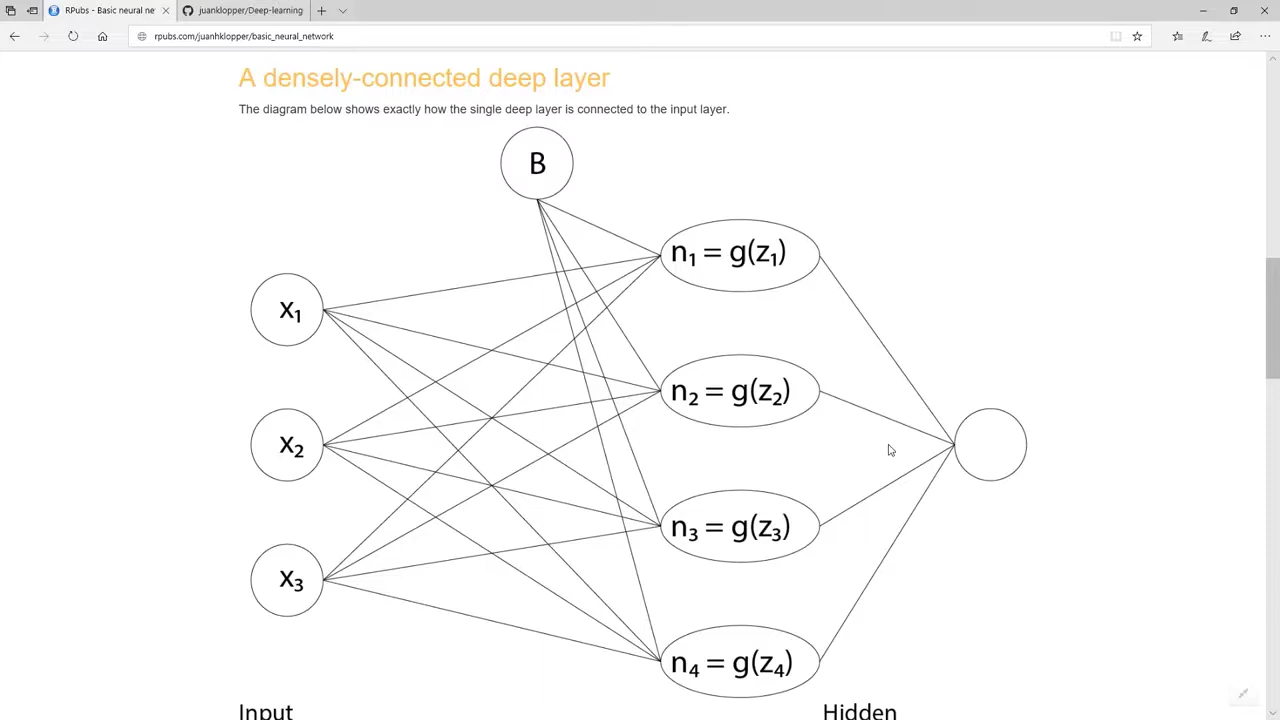 RPubs - Basic neural ne
juanklopper/Deep-learning
rpubs.com/juanhklopper/basic_neural_network
A densely-connected deep layer
The diagram below shows exactly how the single deep layer is connected to the input layer.
B
n₁ = g(z₁)
x₁
n₂ = g(z₂)
x₂
n₃ = g(z₃)
x₃
n₄ = g(z₄)
Input
Hidden